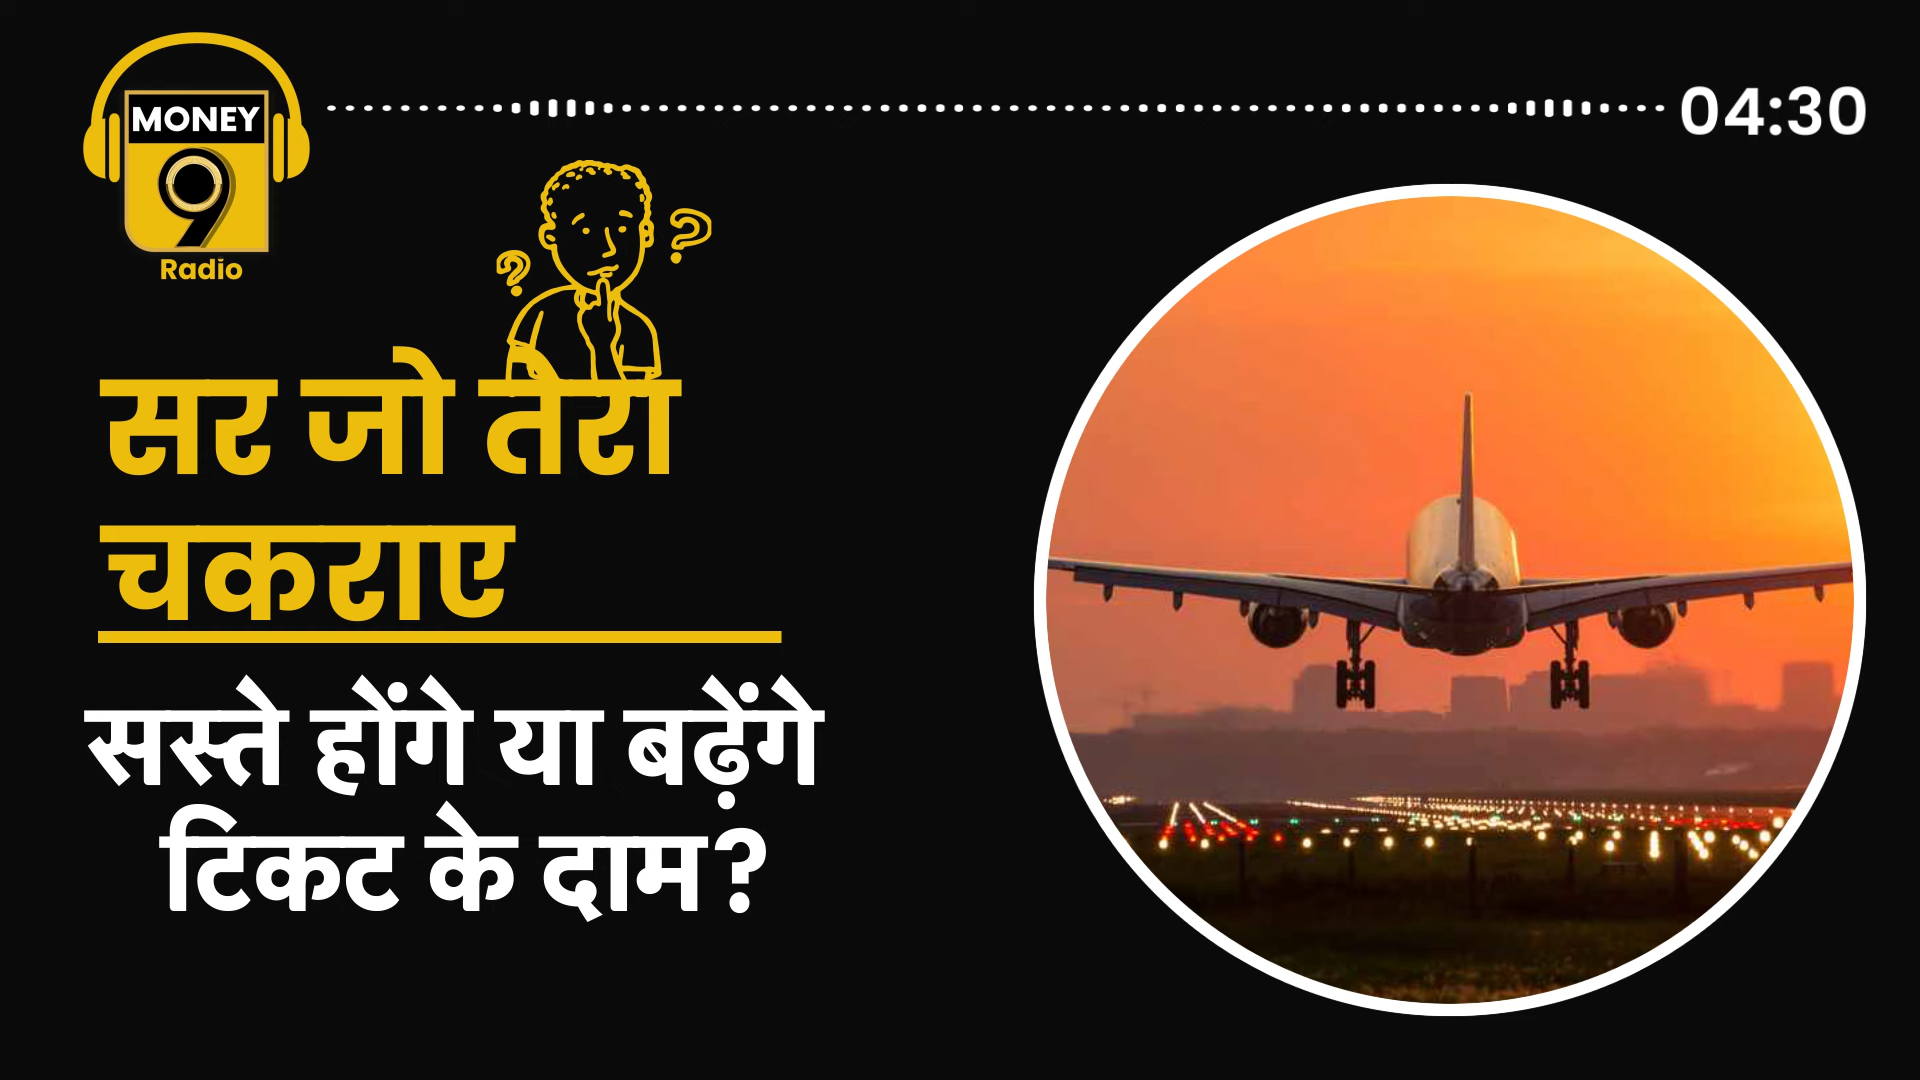 MONEY
9
Radio
04:30
सर जो तेरा
चकराए
सस्ते होंगे या बढ़ेंगे
टिकट के दाम?